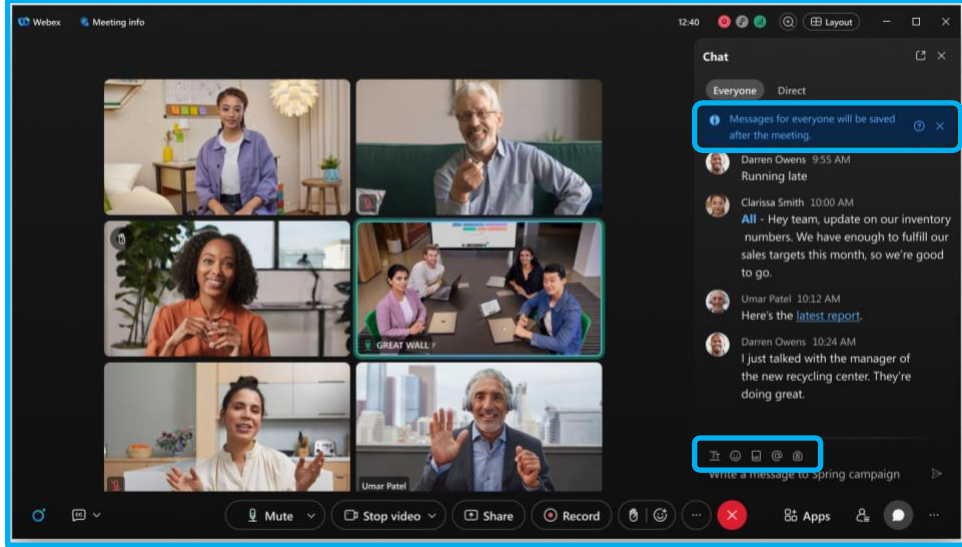 Webex
Meeting info
12:40
Layout
Chat
Everyone
Direct
Messages for everyone will be saved
after the meeting.
Darren Owens 9:55 AM
Running late
Clarissa Smith 10:00 AM
All - Hey team, update on our inventory
numbers. We have enough to fulfill our
sales targets this month, so we're good
to go.
Umar Patel 10:12 AM
Here's the latest report.
Darren Owens 10:24 AM
I just talked with the manager of
the new recycling center. They're
doing great.
GREAT WALL
Umar Patel
Write a message to Spring campaign
Mute
Stop video
Share
Record
Apps